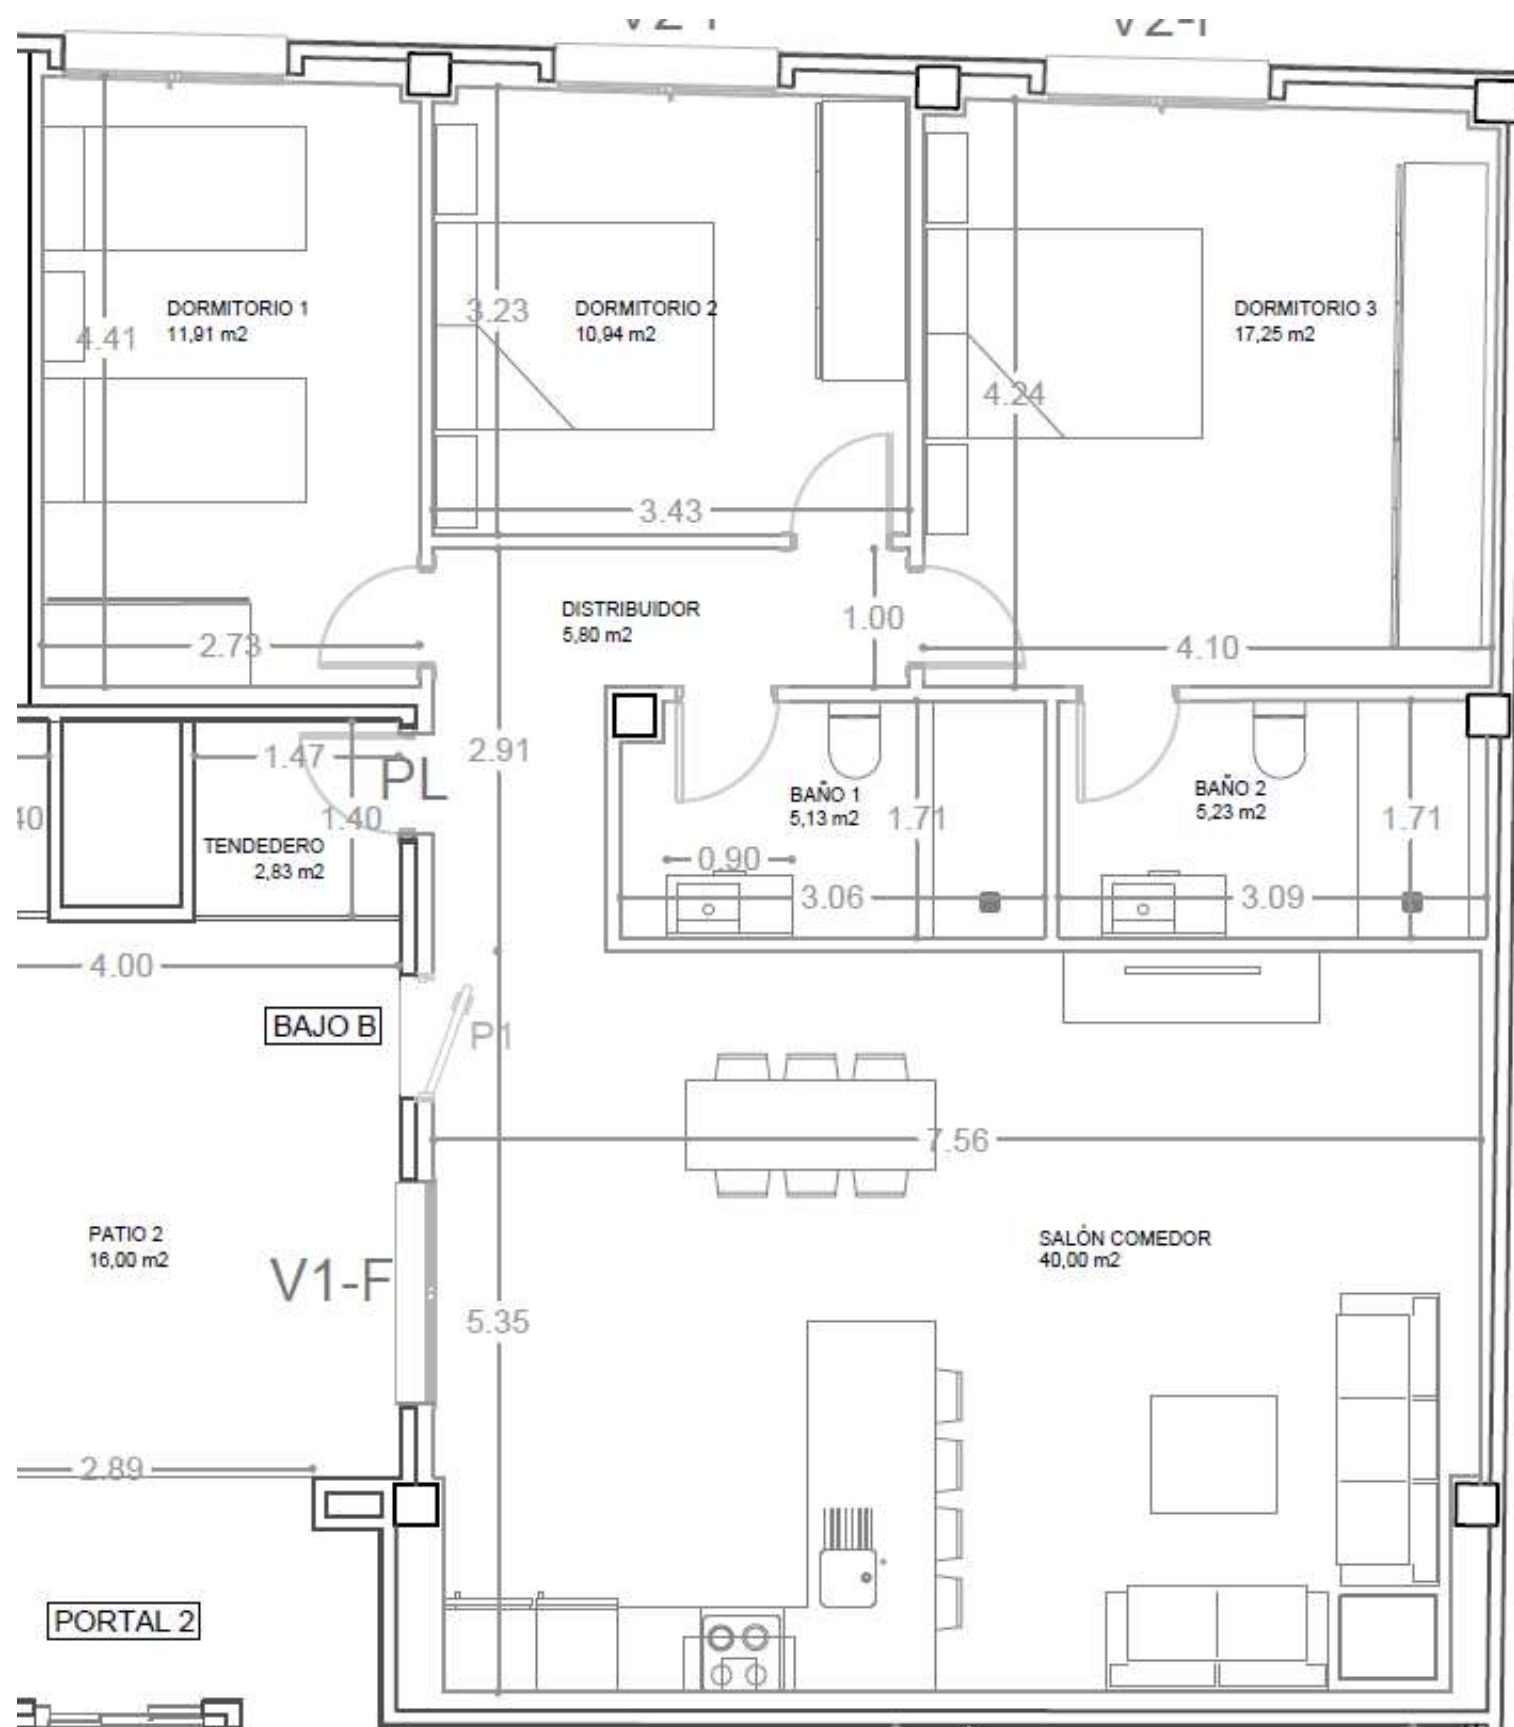 V2-F
DORMITORIO 1
11,91 m2
4.41
3.23
DORMITORIO 2
10,94 m2
DORMITORIO 3
17,25 m2
4.24
3.43
DISTRIBUIDOR
5,80 m2
1.00
2.73
4.10
1.47
PL
2.91
40
1.40
TENDEDERO
2,83 m2
BAÑO 1
5,13 m2
1.71
BAÑO 2
5,23 m2
1.71
0.90
3.06
3.09
4.00
BAJO B
P1
7.56
PATIO 2
16,00 m2
V1-F
SALÓN COMEDOR
40,00 m2
5.35
2.89
PORTAL 2